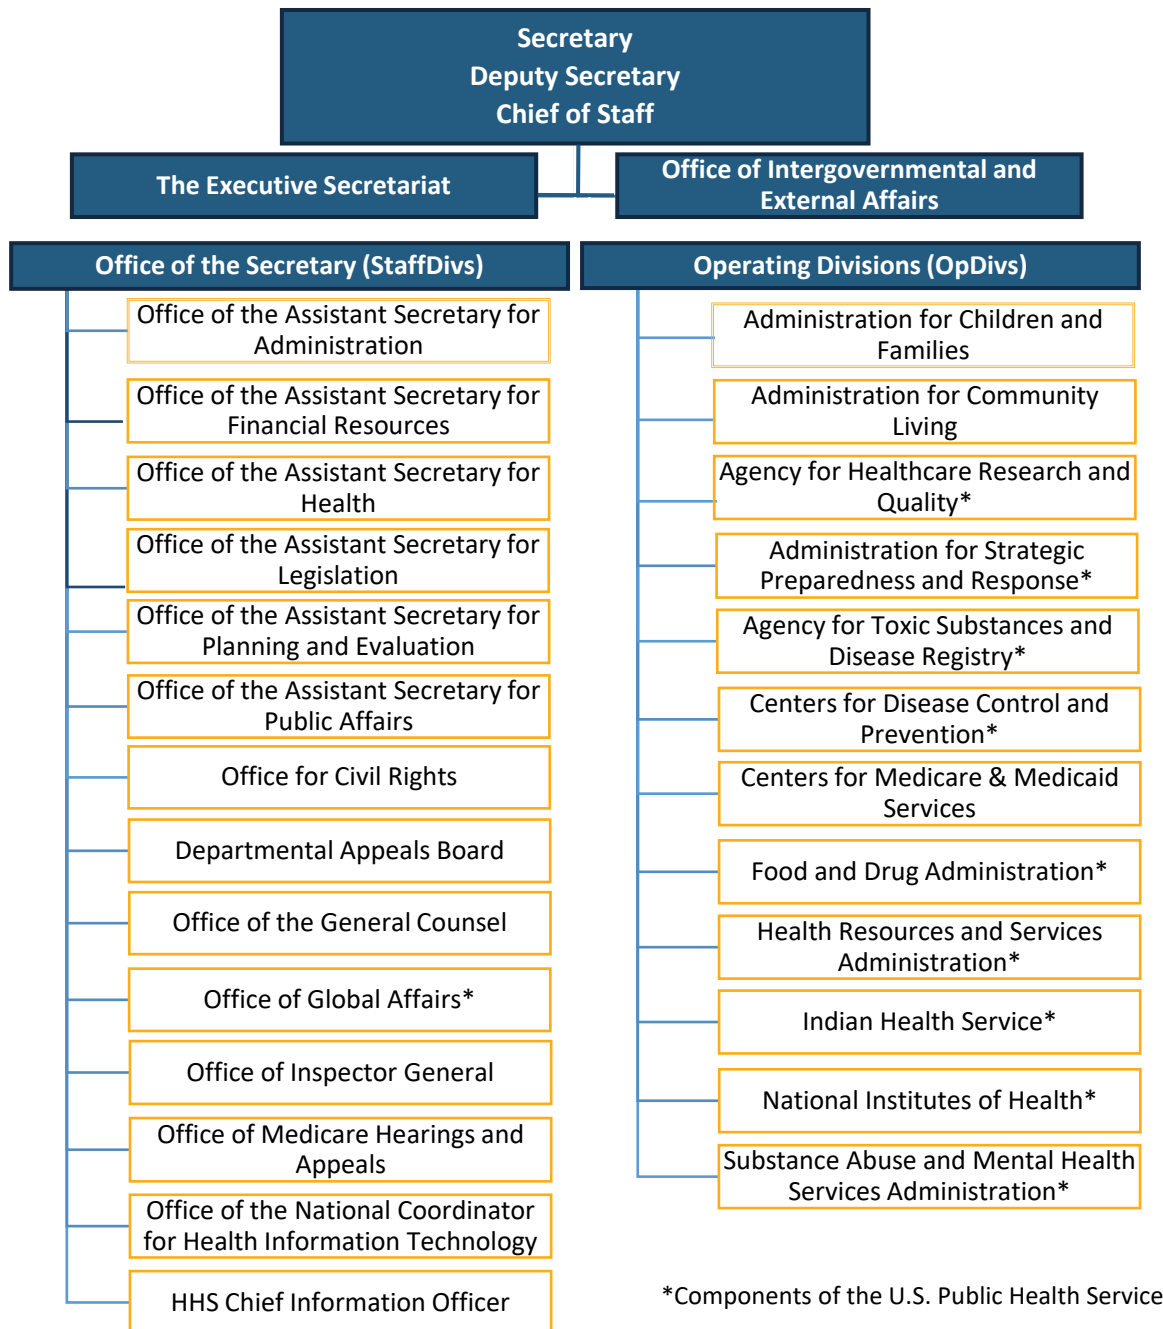 Secretary
Deputy Secretary
Chief of Staff
The Executive Secretariat
Office of Intergovernmental and
External Affairs
Office of the Secretary (StaffDivs)
Office of the Assistant Secretary for
Administration
Office of the Assistant Secretary for
Financial Resources
Office of the Assistant Secretary for
Health
Office of the Assistant Secretary for
Legislation
Office of the Assistant Secretary for
Planning and Evaluation
Office of the Assistant Secretary for
Public Affairs
Office for Civil Rights
Departmental Appeals Board
Office of the General Counsel
Office of Global Affairs*
Office of Inspector General
Office of Medicare Hearings and
Appeals
Office of the National Coordinator
for Health Information Technology
HHS Chief Information Officer
Operating Divisions (OpDivs)
Administration for Children and
Families
Administration for Community
Living
Agency for Healthcare Research and
Quality*
Administration for Strategic
Preparedness and Response*
Agency for Toxic Substances and
Disease Registry*
Centers for Disease Control and
Prevention*
Centers for Medicare & Medicaid
Services
Food and Drug Administration*
Health Resources and Services
Administration*
Indian Health Service*
National Institutes of Health*
Substance Abuse and Mental Health
Services Administration*
*Components of the U.S. Public Health Service